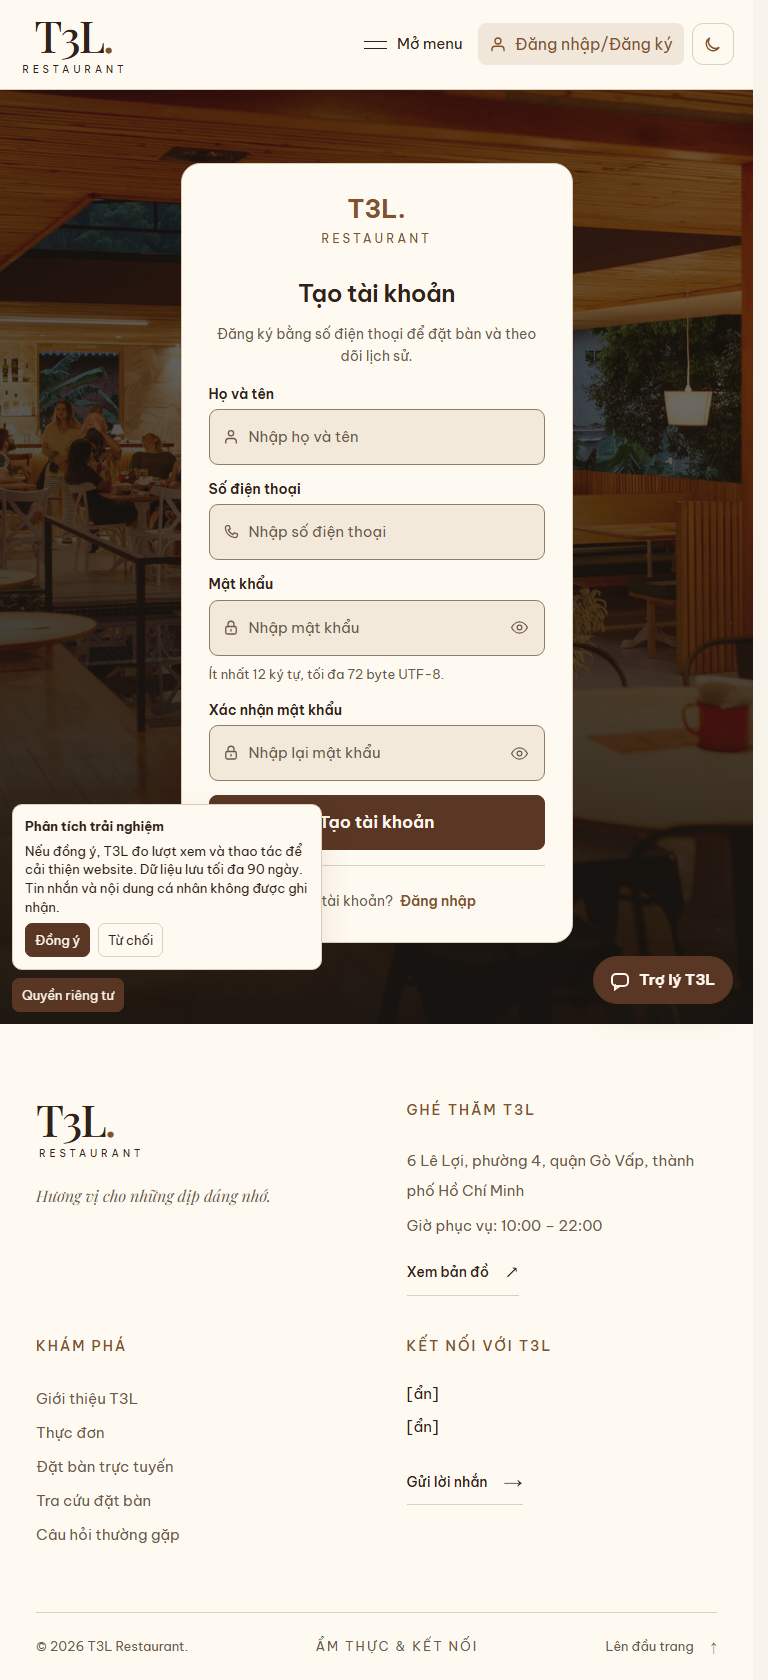 T3L.
RESTAURANT
Mở menu
Đăng nhập/Đăng ký
T3L.
RESTAURANT
Tạo tài khoản
Đăng ký bằng số điện thoại để đặt bàn và theo
dõi lịch sử.
Họ và tên
Nhập họ và tên
Số điện thoại
Nhập số điện thoại
Mật khẩu
Nhập mật khẩu
Ít nhất 12 ký tự, tối đa 72 byte UTF-8.
Xác nhận mật khẩu
Nhập lại mật khẩu
Tạo tài khoản
tài khoản? Đăng nhập
Phân tích trải nghiệm
Nếu đồng ý, T3L đo lượt xem và thao tác để
cải thiện website. Dữ liệu lưu tối đa 90 ngày.
Tin nhắn và nội dung cá nhân không được ghi
nhận.
Đồng ý
Từ chối
Quyền riêng tư
Trợ lý T3L
T3L.
RESTAURANT
Hương vị cho những dịp đáng nhớ.
GHÉ THĂM T3L
6 Lê Lợi, phường 4, quận Gò Vấp, thành
phố Hồ Chí Minh
Giờ phục vụ: 10:00 – 22:00
Xem bản đồ ↗
KHÁM PHÁ
Giới thiệu T3L
Thực đơn
Đặt bàn trực tuyến
Tra cứu đặt bàn
Câu hỏi thường gặp
KẾT NỐI VỚI T3L
[ẩn]
[ẩn]
Gửi lời nhắn →
© 2026 T3L Restaurant.
ẨM THỰC & KẾT NỐI
Lên đầu trang ↑